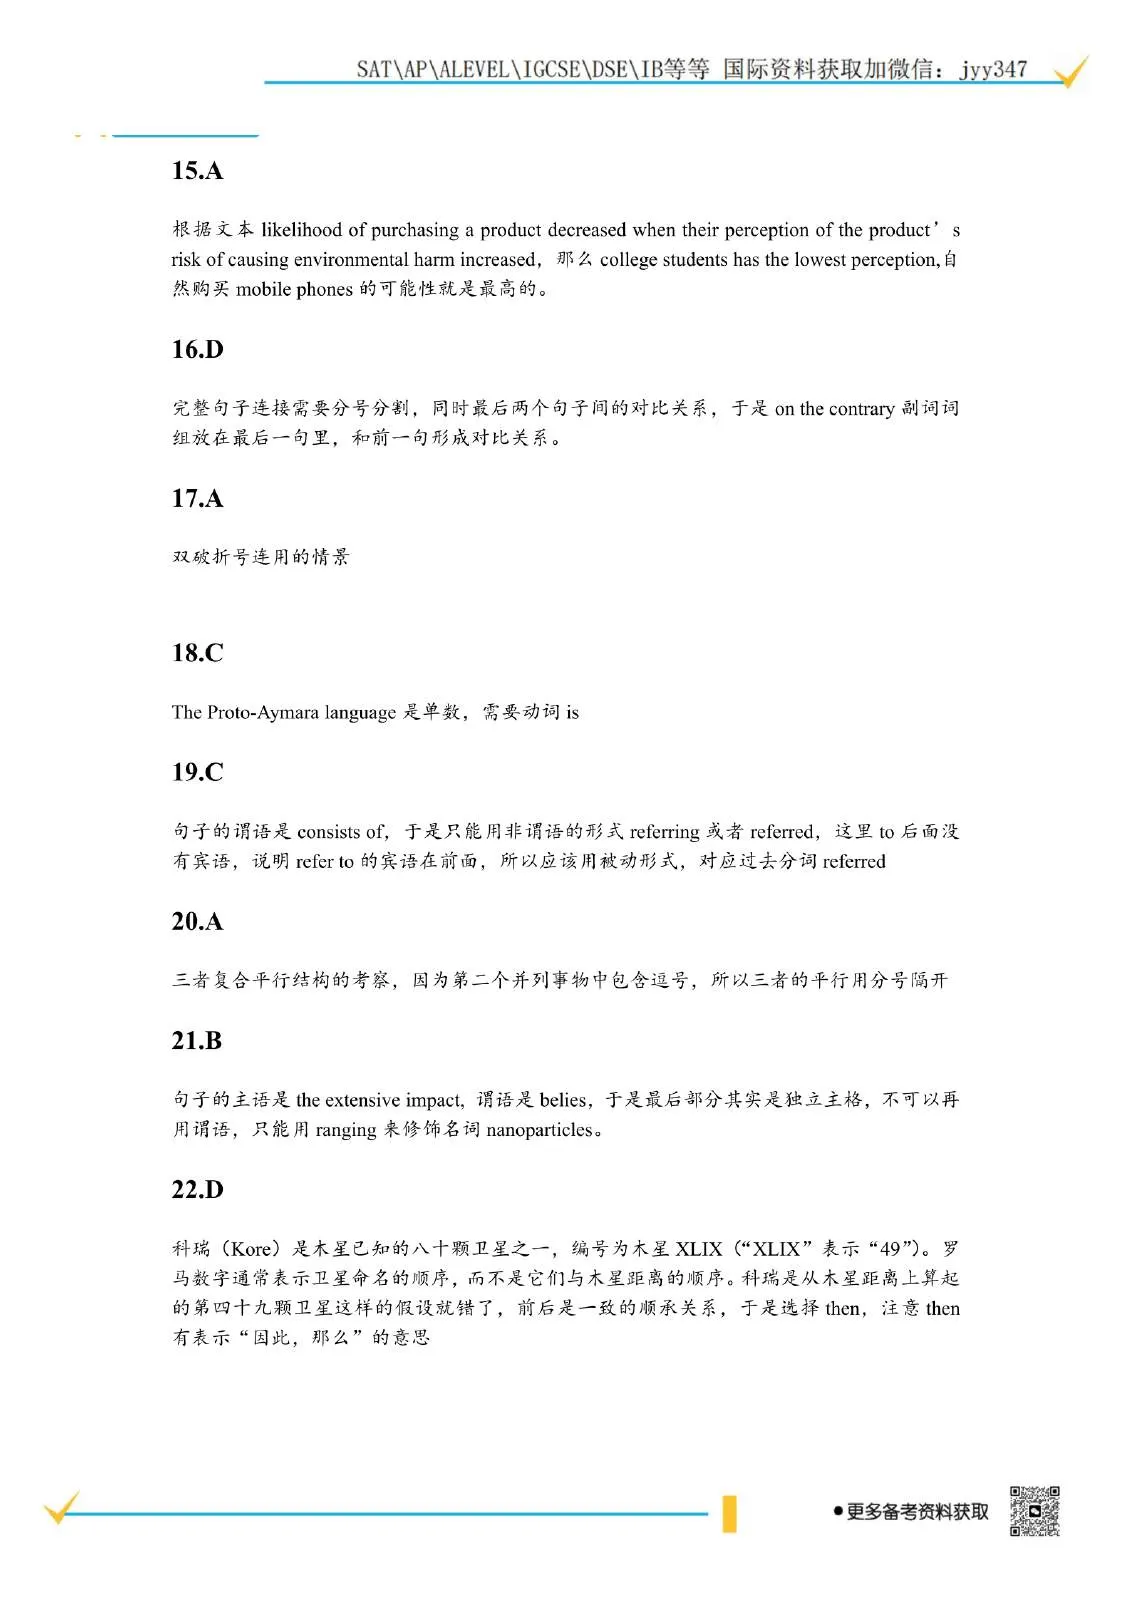 SAT\AP\ALEVEL\IGCSE\DSE\IB等等 国际资料获取加微信：jyy347
15.A
根据文本 likelihood of purchasing a product decreased when their perception of the product’s
risk of causing environmental harm increased，那么 college students has the lowest perception,自
然购买 mobile phones 的可能性就是最高的。
16.D
完整句子连接需要分号分割，同时最后两个句子间的对比关系，于是 on the contrary 副词词
组放在最后一句里，和前一句形成对比关系。
17.A
双破折号连用的情景
18.C
The Proto-Aymara language 是单数，需要动词 is
19.C
句子的谓语是 consists of，于是只能用非谓语的形式 referring 或者 referred，这里 to 后面没
有宾语，说明 refer to 的宾语在前面，所以应该用被动形式，对应过去分词 referred
20.A
三者复合平行结构的考察，因为第二个并列事物中包含逗号，所以三者的平行用分号隔开
21.B
句子的主语是 the extensive impact, 谓语是 belies，于是最后部分其实是独立主格，不可以再
用谓语，只能用 ranging 来修饰名词 nanoparticles。
22.D
科瑞（Kore）是木星已知的八十颗卫星之一，编号为木星 XLIX（“XLIX”表示“49”）。罗
马数字通常表示卫星命名的顺序，而不是它们与木星距离的顺序。科瑞是从木星距离上算起
的第四十九颗卫星这样的假设就错了，前后是一致的顺承关系，于是选择 then，注意 then
有表示“因此，那么”的意思
●更多备考资料获取